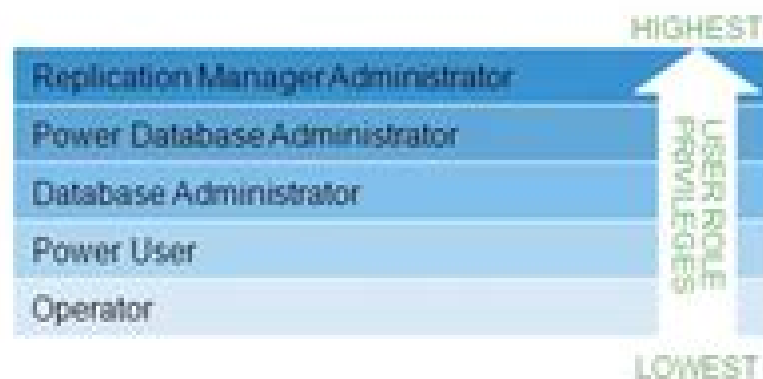 HIGHEST
Replication Manager Administrator
Power Database Administrator
Database Administrator
Power User
Operator
USER ROLE
PRIVILEGES
LOWEST